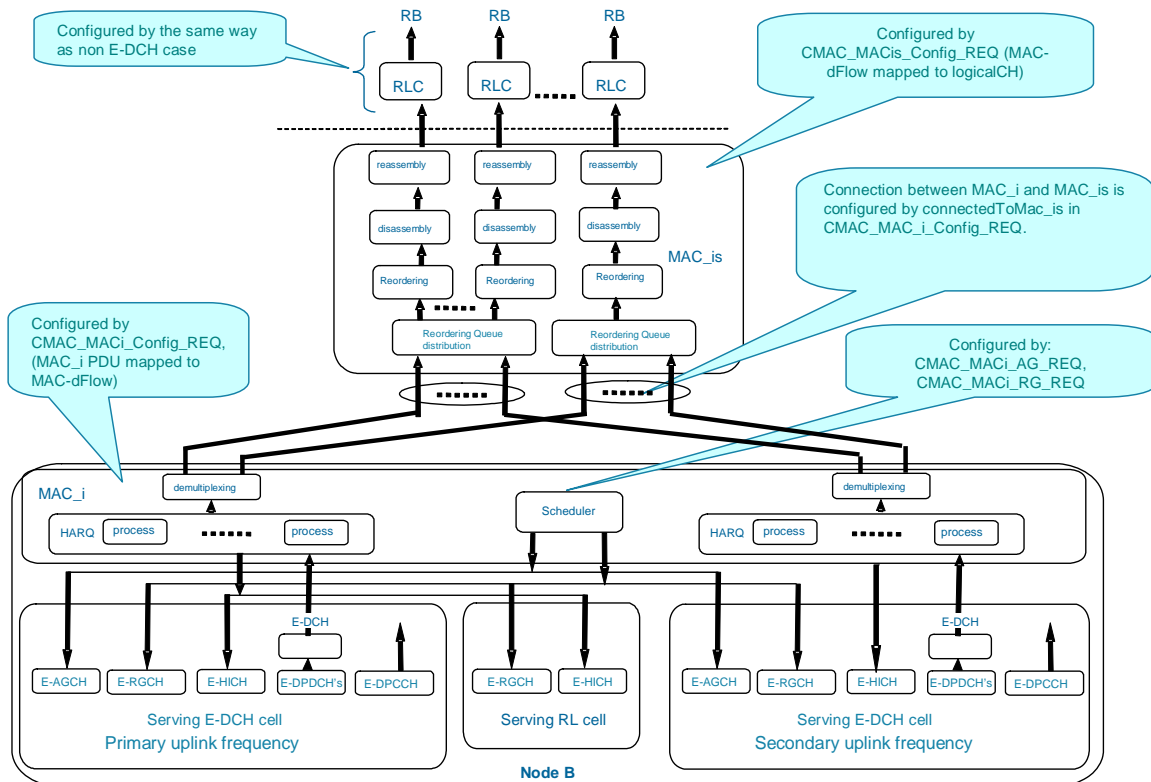 RB
RB
RB
Configured by the same way
as non E-DCH case
RLC
RLC
RLC
Configured by
CMAC_MACis_Config_REQ (MAC-
dFlow mapped to logicalCH)
reassembly
reassembly
reassembly
disassembly
disassembly
disassembly
MAC_is
Reordering
Reordering
Reordering
Reordering Queue
distribution
Reordering Queue
distribution
Connection between MAC_i and MAC_is is
configured by connectedToMac_is in
CMAC_MAC_i_Config_REQ.
Configured by
CMAC_MACi_Config_REQ,
(MAC_i PDU mapped to
MAC-dFlow)
Configured by:
CMAC_MACi_AG_REQ,
CMAC_MACi_RG_REQ
MAC_i
demultiplexing
demultiplexing
Scheduler
HARQ
process
process
HARQ
process
process
E-DCH
E-DCH
E-AGCH
E-RGCH
E-HICH
E-DPDCH's
E-DPCCH
E-RGCH
E-HICH
E-AGCH
E-RGCH
E-HICH
E-DPDCH's
E-DPCCH
Serving E-DCH cell
Primary uplink frequency
Serving RL cell
Serving E-DCH cell
Secondary uplink frequency
Node B